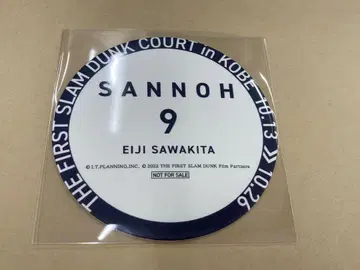 THE FIRST SLAM DUNK COURT in KOBE 10.13 >> 10.26
SANNOH
9
EIJI SAWAKITA
© I.T.PLANNING,INC. © 2022 THE FIRST SLAM DUNK Film Partners
NOT FOR SALE